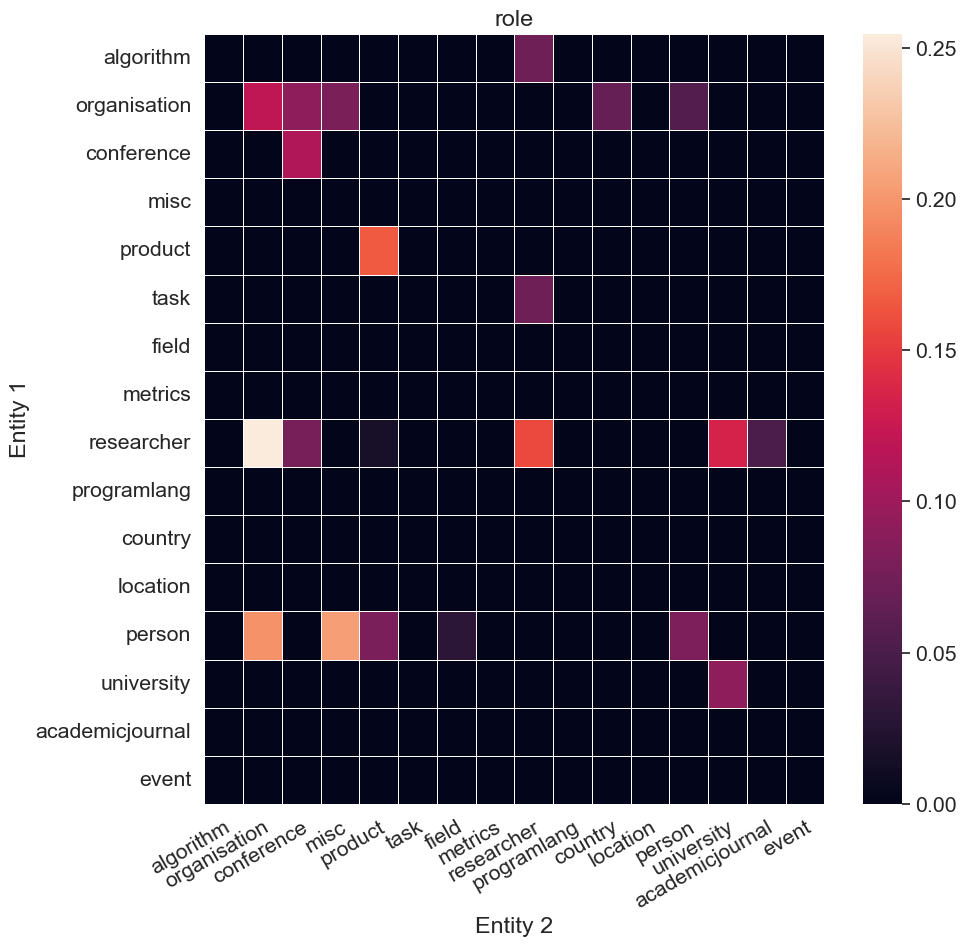 role
algorithm
organisation
conference
misc
product
task
field
metrics
researcher
programlang
country
location
person
university
academicjournal
event
Entity 1
0.25
0.20
0.15
0.10
0.05
0.00
algorithm
organisation
conference
misc
product
task
field
metrics
researcher
programlang
country
location
person
university
academicjournal
event
Entity 2